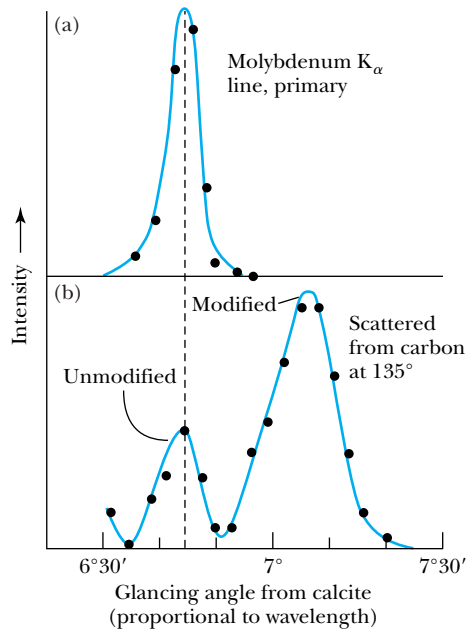 (a)
Molybdenum Kα
line, primary
Intensity
(b)
Modified
Scattered
from carbon
at 135°
Unmodified
6°30′
7°
7°30′
Glancing angle from calcite
(proportional to wavelength)